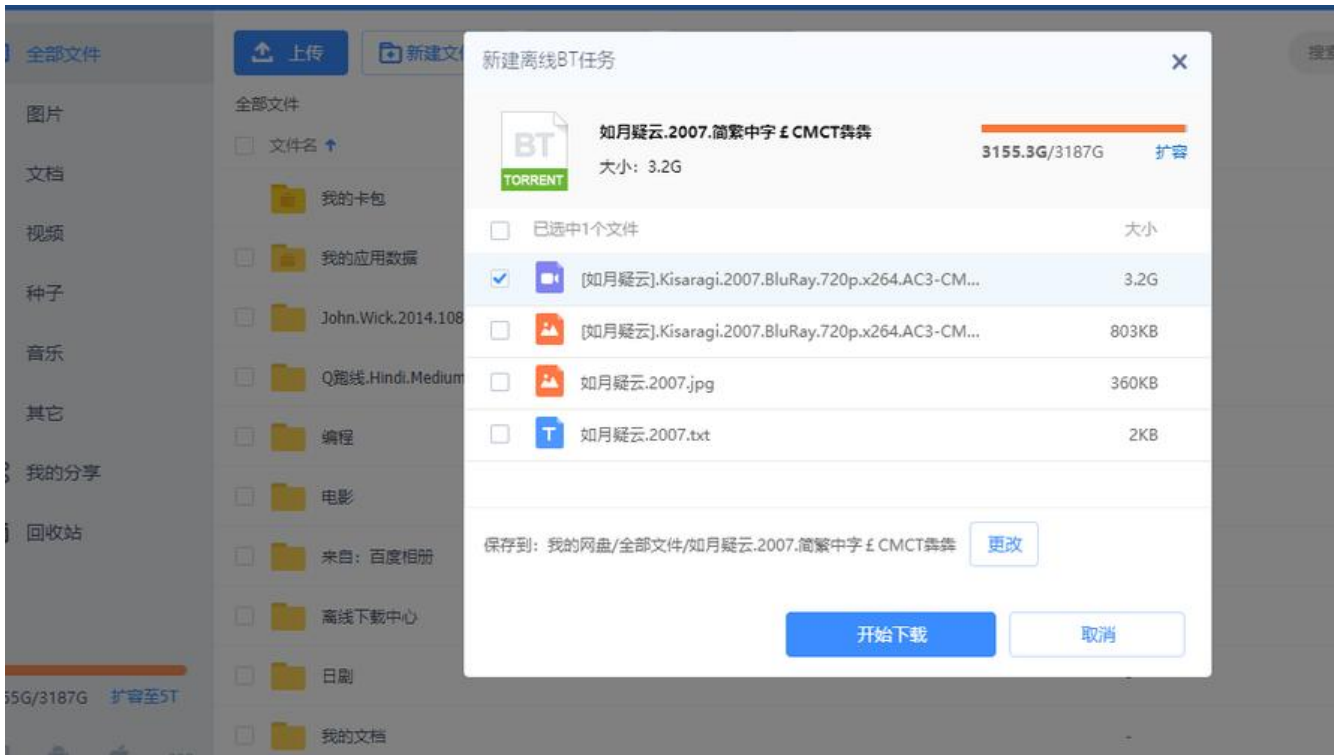 全部文件
图片
文档
视频
种子
音乐
其它
我的分享
回收站
55G/3187G 扩容至5T
上传
新建文
全部文件
文件名
我的卡包
我的应用数据
John.Wick.2014.108
Q跑线.Hindi.Medium
编程
电影
来自：百度相册
离线下载中心
日剧
我的文档
-
-
搜索
新建离线BT任务
BT
TORRENT
如月疑云.2007.简繁中字￡CMCT犇犇
大小：3.2G
3155.3G/3187G 扩容
已选中1个文件 大小
[如月疑云].Kisaragi.2007.BluRay.720p.x264.AC3-CM... 3.2G
[如月疑云].Kisaragi.2007.BluRay.720p.x264.AC3-CM... 803KB
如月疑云.2007.jpg 360KB
T
如月疑云.2007.txt 2KB
保存到：我的网盘/全部文件/如月疑云.2007.简繁中字￡CMCT犇犇 更改
开始下载 取消